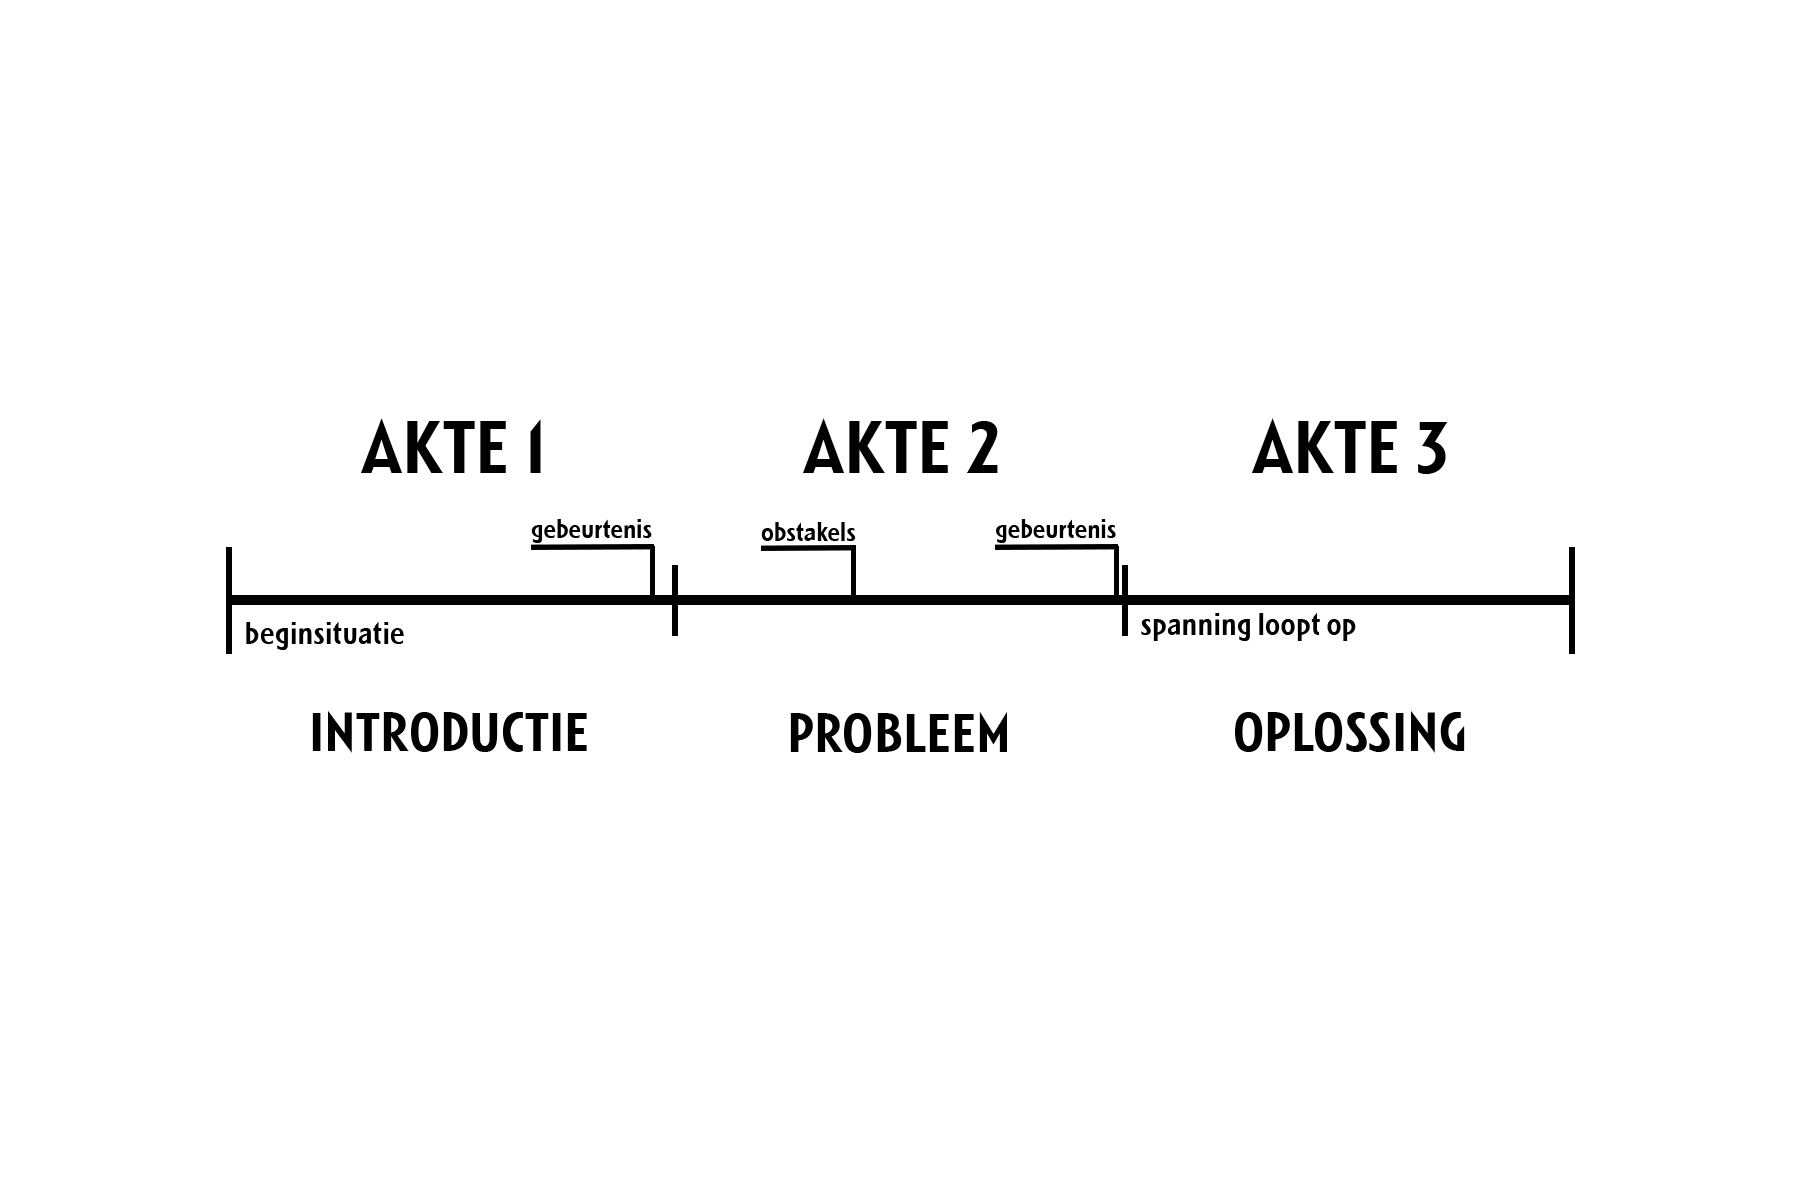 AKTE 1
AKTE 2
AKTE 3
gebeurtenis
obstakels
gebeurtenis
beginsituatie
spanning loopt op
INTRODUCTIE
PROBLEEM
OPLOSSING